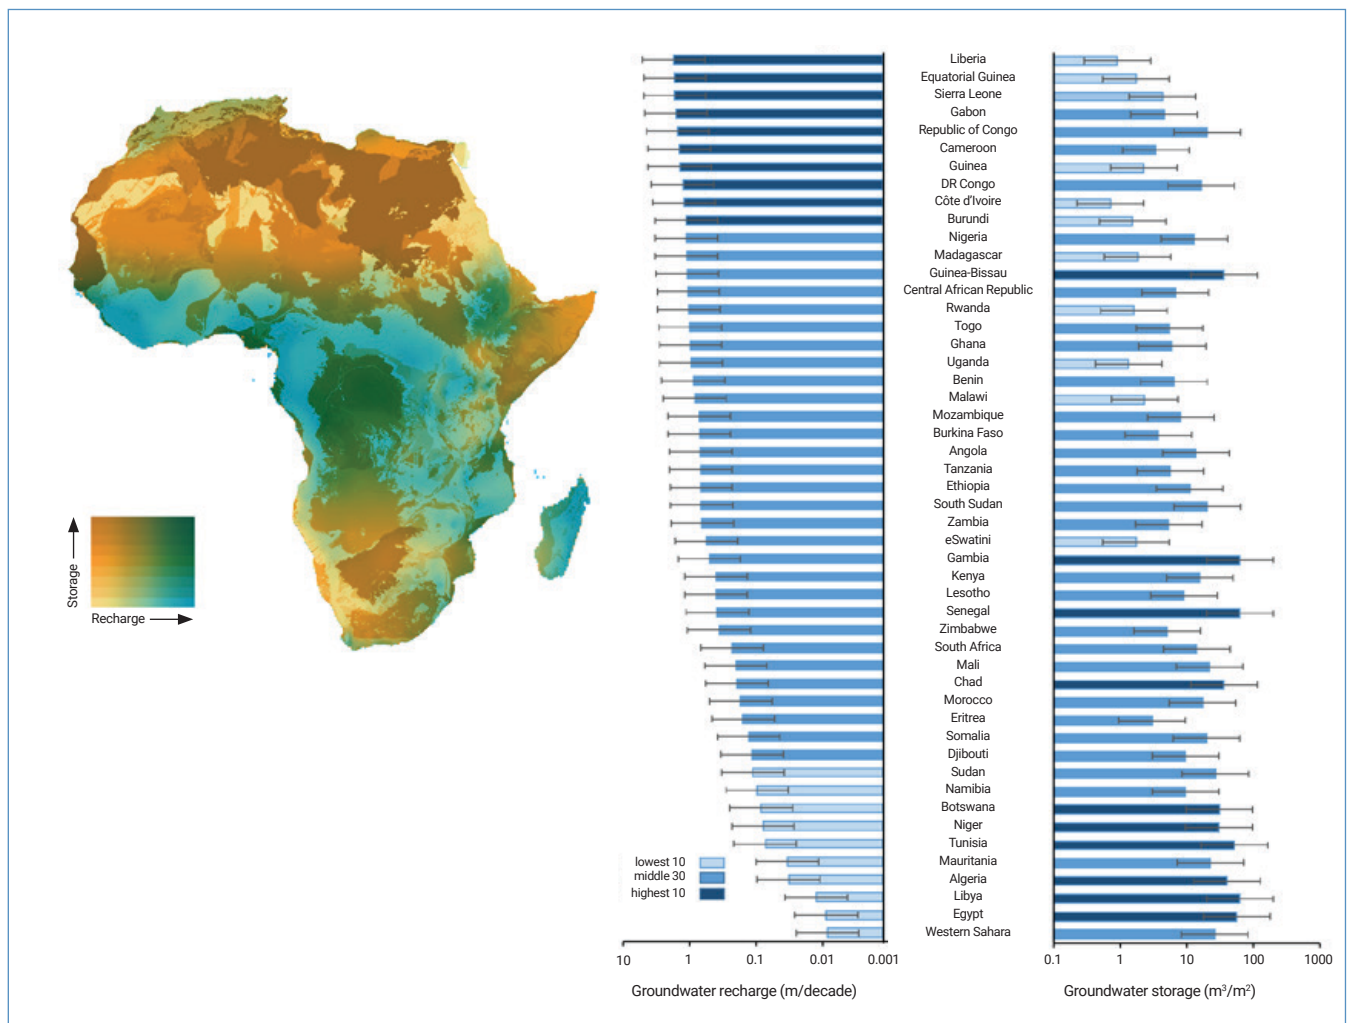 Liberia
Equatorial Guinea
Sierra Leone
Gabon
Republic of Congo
Cameroon
Guinea
DR Congo
Côte d'Ivoire
Burundi
Nigeria
Madagascar
Guinea-Bissau
Central African Republic
Rwanda
Togo
Ghana
Uganda
Benin
Malawi
Mozambique
Burkina Faso
Angola
Tanzania
Ethiopia
South Sudan
Zambia
eSwatini
Gambia
Kenya
Lesotho
Senegal
Zimbabwe
South Africa
Mali
Chad
Morocco
Eritrea
Somalia
Djibouti
Sudan
Namibia
Botswana
Niger
Tunisia
Mauritania
Algeria
Libya
Egypt
Western Sahara
Storage
Recharge
lowest 10
middle 30
highest 10
10 1 0.1 0.01 0.001
Groundwater recharge (m/decade)
0.1 1 10 100 1000
Groundwater storage (m³/m²)